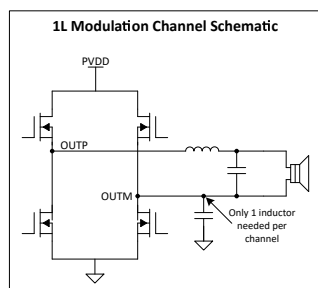 1L Modulation Channel Schematic
PVDD
OUTP
OUTM
Only 1 inductor
needed per
channel